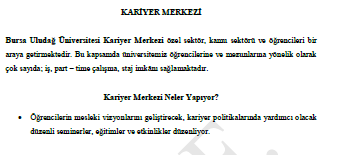 KARİYER MERKEZİ
Bursa Uludağ Üniversitesi Kariyer Merkezi özel sektör, kamu sektörü ve öğrencileri bir
araya getirmektedir. Bu kapsamda üniversitemiz öğrencilerine ve mezunlarına yönelik olarak
çok sayıda; iş, part – time çalışma, staj imkânı sağlamaktadır.
Kariyer Merkezi Neler Yapıyor?
• Öğrencilerin mesleki vizyonlarını geliştirecek, kariyer politikalarında yardımcı olacak
düzenli seminerler, eğitimler ve etkinlikler düzenliyor.